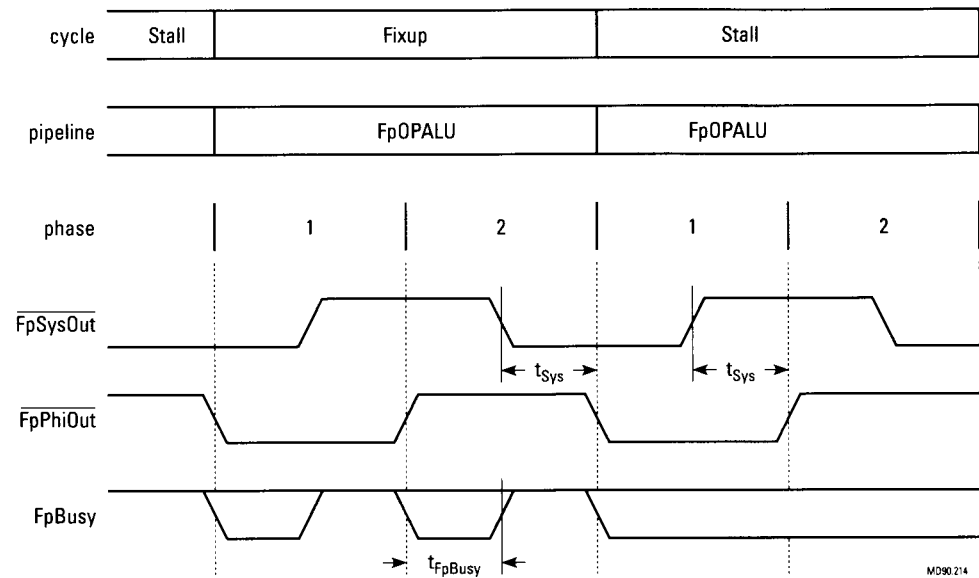 cycle Stall Fixup Stall
pipeline FpOPALU FpOPALU
phase 1 2 1 2
FpSysOut
tSys tSys
FpPhiOut
FpBusy
tFpBusy
MD90.214